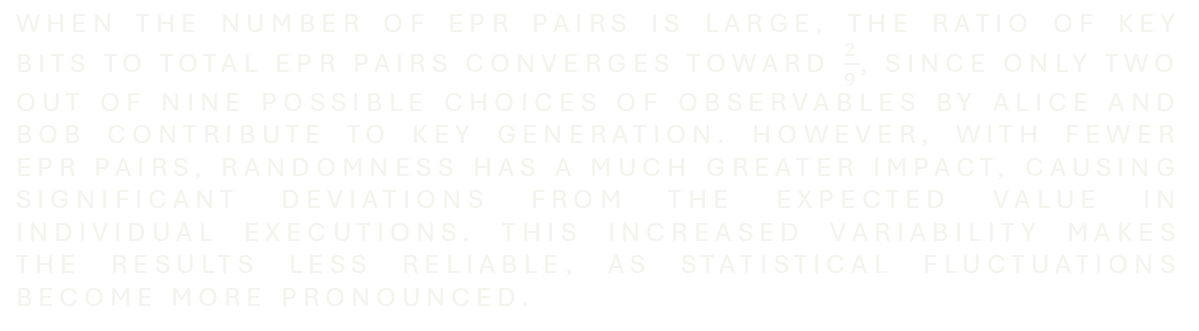 WHEN THE NUMBER OF EPR PAIRS IS LARGE, THE RATIO OF KEY
BITS TO TOTAL EPR PAIRS CONVERGES TOWARD 2/9, SINCE ONLY TWO
OUT OF NINE POSSIBLE CHOICES OF OBSERVABLES BY ALICE AND
BOB CONTRIBUTE TO KEY GENERATION. HOWEVER, WITH FEWER
EPR PAIRS, RANDOMNESS HAS A MUCH GREATER IMPACT, CAUSING
SIGNIFICANT DEVIATIONS FROM THE EXPECTED VALUE IN
INDIVIDUAL EXECUTIONS. THIS INCREASED VARIABILITY MAKES
THE RESULTS LESS RELIABLE, AS STATISTICAL FLUCTUATIONS
BECOME MORE PRONOUNCED.